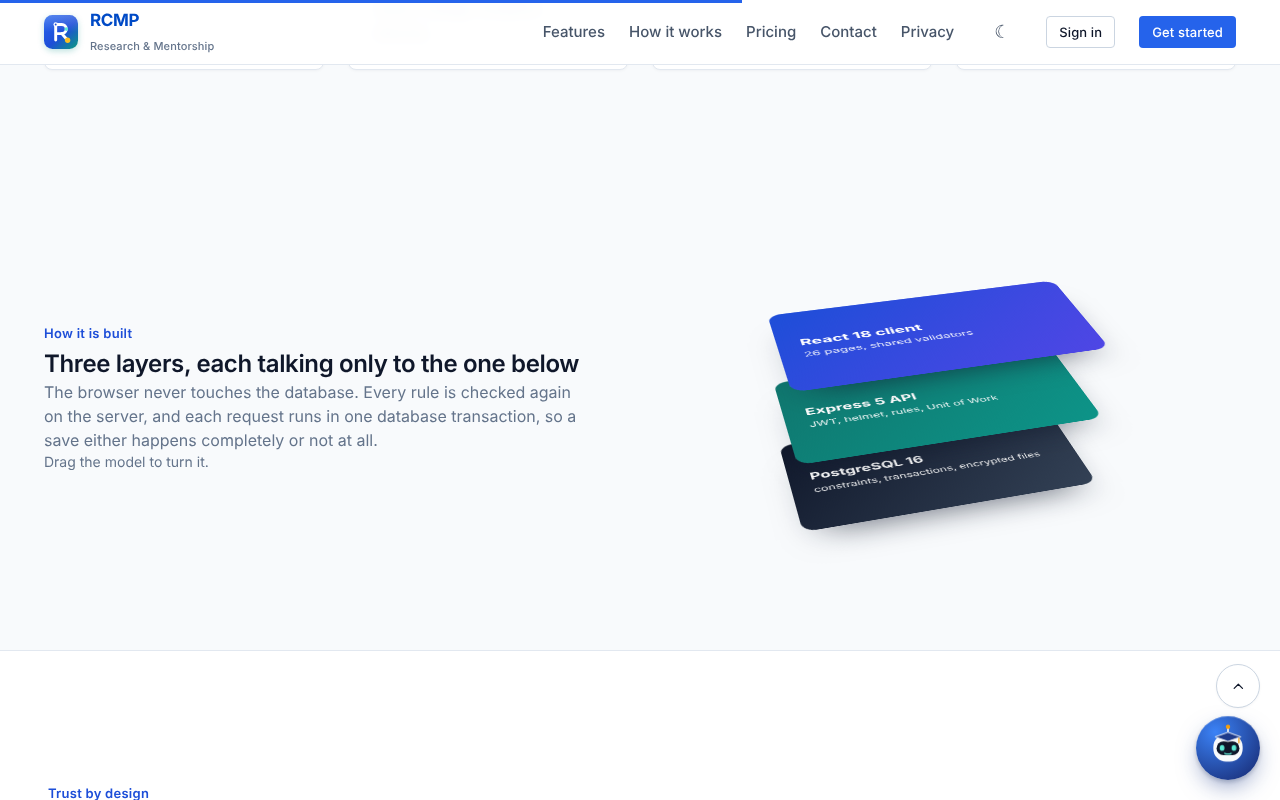 RCMP
Research & Mentorship
Features
How it works
Pricing
Contact
Privacy
Sign in
Get started
How it is built
Three layers, each talking only to the one below
The browser never touches the database. Every rule is checked again
on the server, and each request runs in one database transaction, so a
save either happens completely or not at all.
Drag the model to turn it.
React 18 client
26 pages, shared validators
Express 5 API
JWT, helmet, rules, Unit of Work
PostgreSQL 16
constraints, transactions, encrypted files
Trust by design